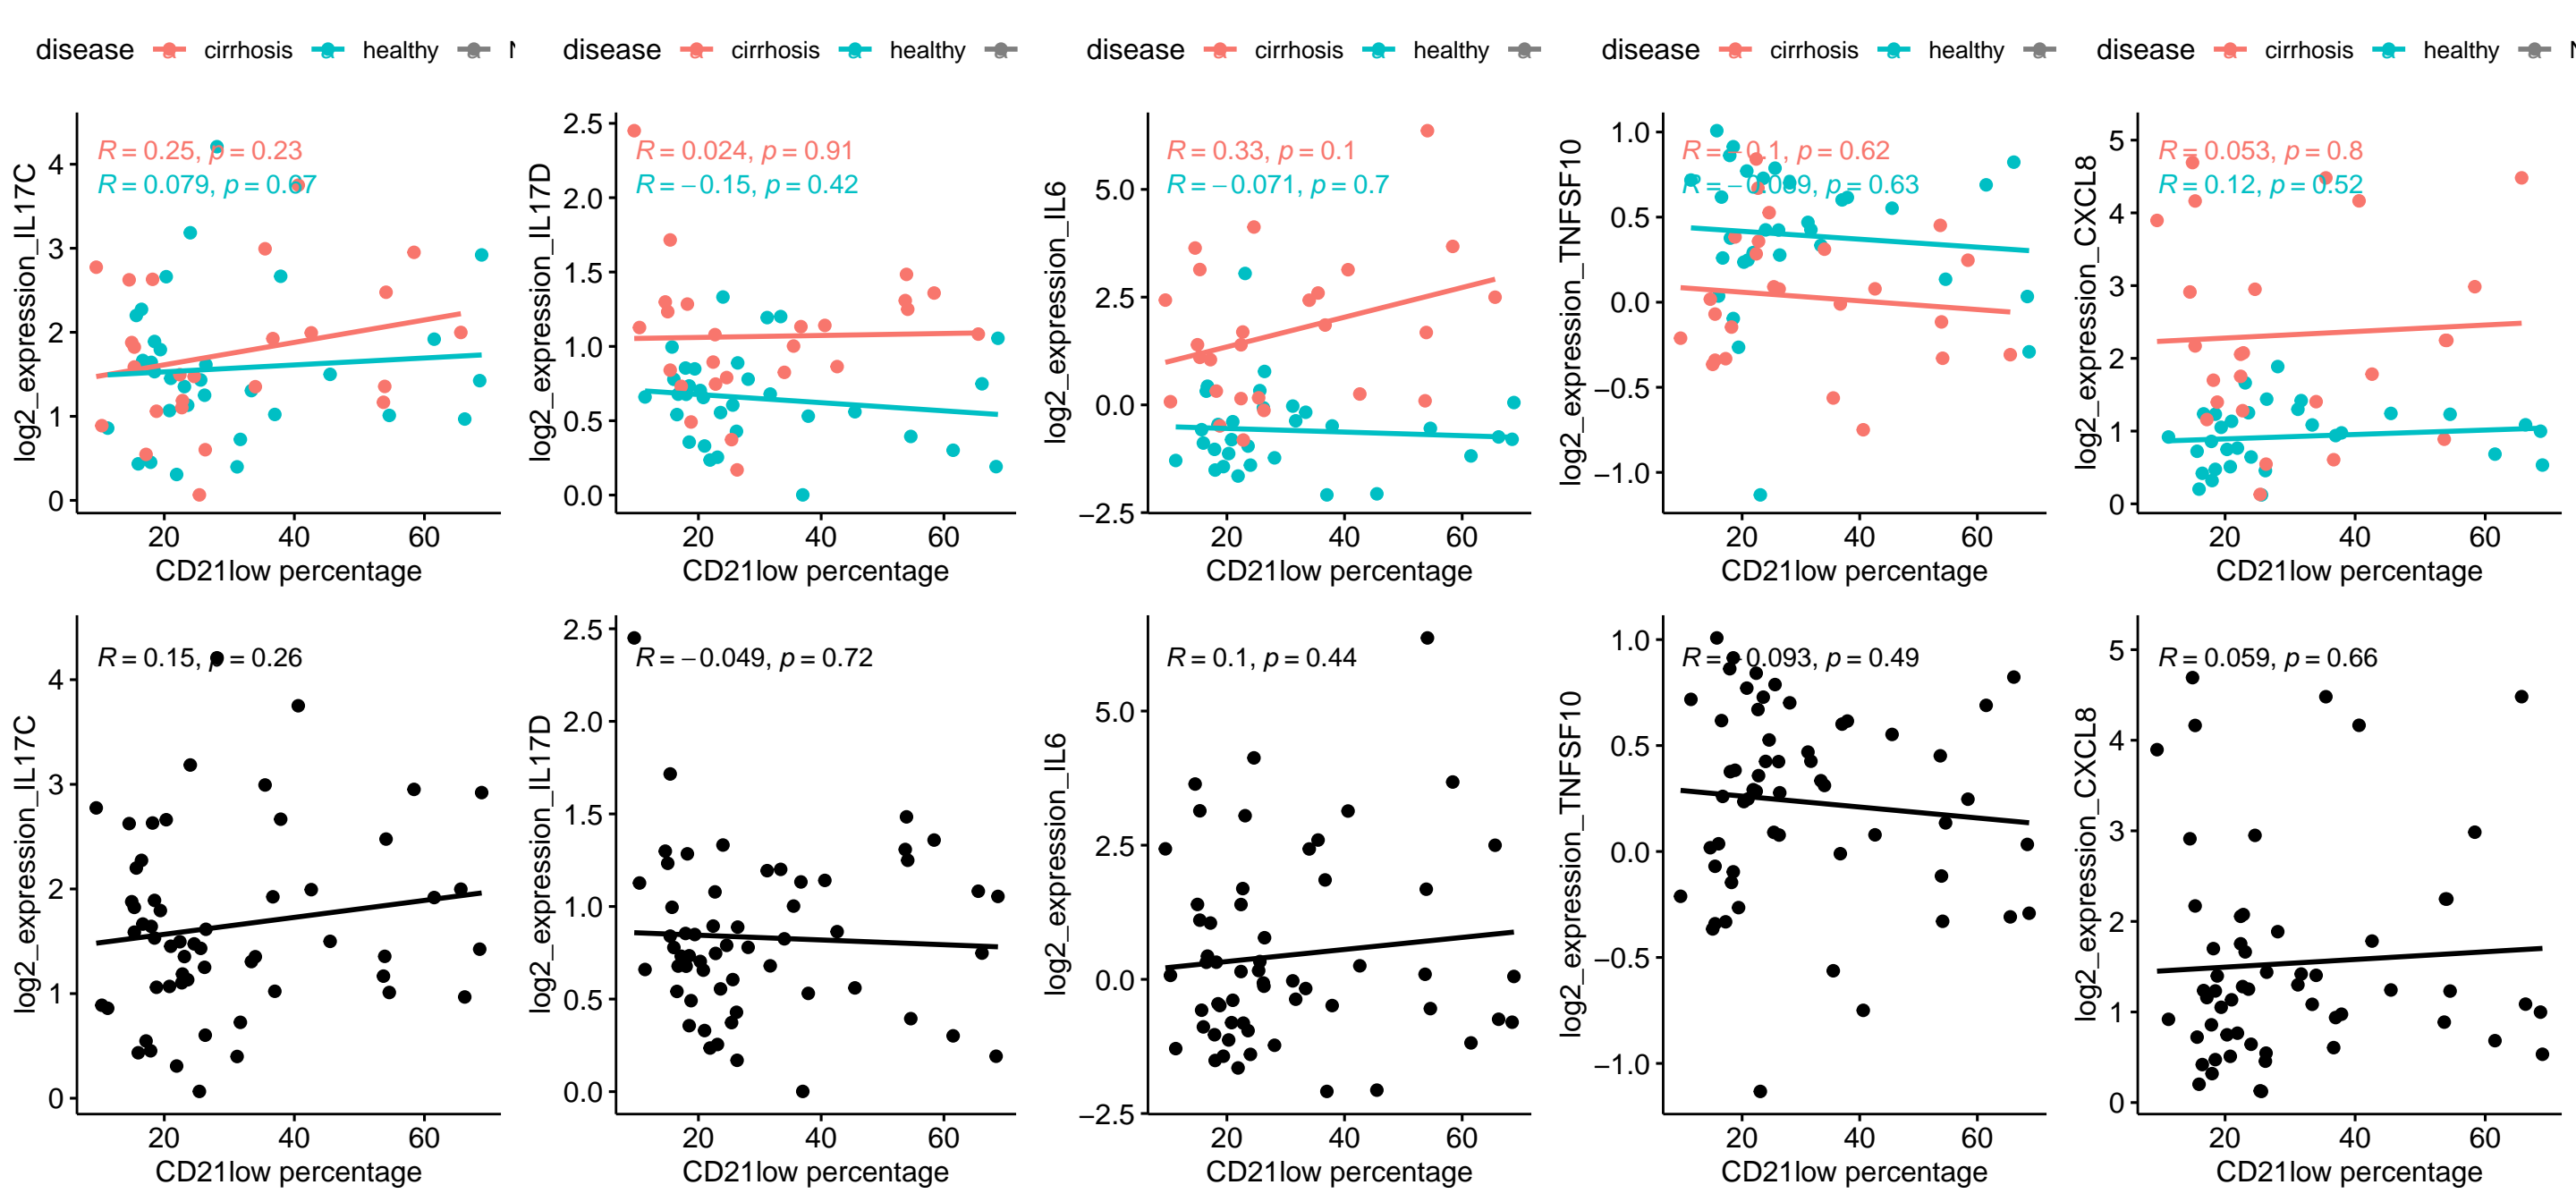 disease cirrhosis healthy
disease cirrhosis healthy
disease cirrhosis healthy
disease cirrhosis healthy
disease cirrhosis healthy
log2_expression_IL17C
R = 0.25, p = 0.23
R = 0.079, p = 0.67
4
3
2
1
0
20 40 60
CD21low percentage
log2_expression_IL17D
R = 0.024, p = 0.91
R = −0.15, p = 0.42
2.5
2.0
1.5
1.0
0.5
0.0
20 40 60
CD21low percentage
log2_expression_IL6
R = 0.33, p = 0.1
R = −0.071, p = 0.7
5.0
2.5
0.0
−2.5
20 40 60
CD21low percentage
log2_expression_TNFSF10
R = −0.1, p = 0.62
R = −0.089, p = 0.63
1.0
0.5
0.0
−0.5
−1.0
20 40 60
CD21low percentage
log2_expression_CXCL8
R = 0.053, p = 0.8
R = 0.12, p = 0.52
5
4
3
2
1
0
20 40 60
CD21low percentage
log2_expression_IL17C
R = 0.15, p = 0.26
4
3
2
1
0
20 40 60
CD21low percentage
log2_expression_IL17D
R = −0.049, p = 0.72
2.5
2.0
1.5
1.0
0.5
0.0
20 40 60
CD21low percentage
log2_expression_IL6
R = 0.1, p = 0.44
5.0
2.5
0.0
−2.5
20 40 60
CD21low percentage
log2_expression_TNFSF10
R = −0.093, p = 0.49
1.0
0.5
0.0
−0.5
−1.0
20 40 60
CD21low percentage
log2_expression_CXCL8
R = 0.059, p = 0.66
5
4
3
2
1
0
20 40 60
CD21low percentage